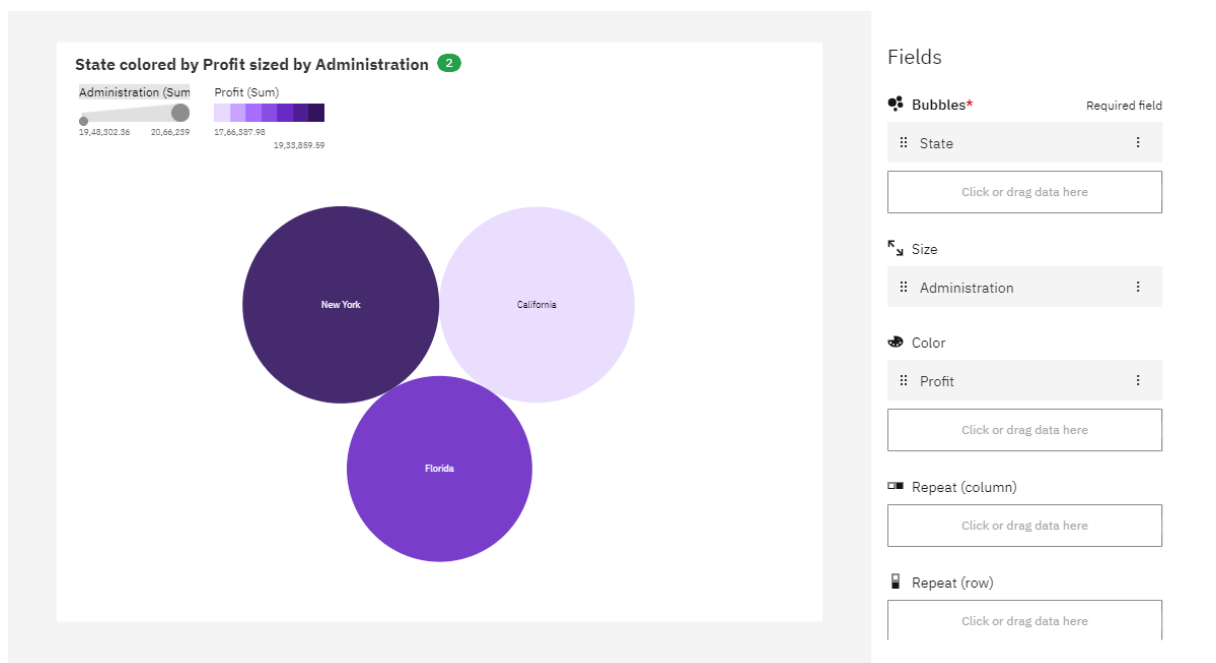 State colored by Profit sized by Administration 2
Administration (Sum
Profit (Sum)
19,48,302.36 20,66,239
17,66,387.98
19,33,859.59
New York
California
Florida
Fields
Bubbles* Required field
State
Click or drag data here
Size
Administration
Color
Profit
Click or drag data here
Repeat (column)
Click or drag data here
Repeat (row)
Click or drag data here